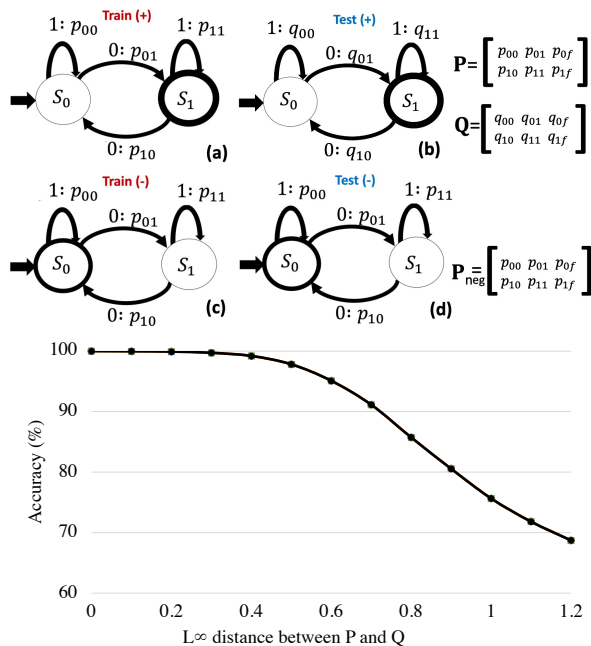 Train (+)
Test (+)
1: p₀₀
1: p₁₁
1: q₀₀
1: q₁₁
0: p₀₁
0: q₀₁
P= [ p₀₀ p₀₁ p₀f
p₁₀ p₁₁ p₁f ]
S₀
S₁
S₀
S₁
Q= [ q₀₀ q₀₁ q₀f
q₁₀ q₁₁ q₁f ]
0: p₁₀
(a)
0: q₁₀
(b)
Train (-)
Test (-)
1: p₀₀
1: p₁₁
1: p₀₀
1: p₁₁
0: p₀₁
0: p₀₁
S₀
S₁
S₀
S₁
P neg = [ p₀₀ p₀₁ p₀f
p₁₀ p₁₁ p₁f ]
0: p₁₀
(c)
0: p₁₀
(d)
100
90
80
70
60
Accuracy (%)
0 0.2 0.4 0.6 0.8 1 1.2
L∞ distance between P and Q